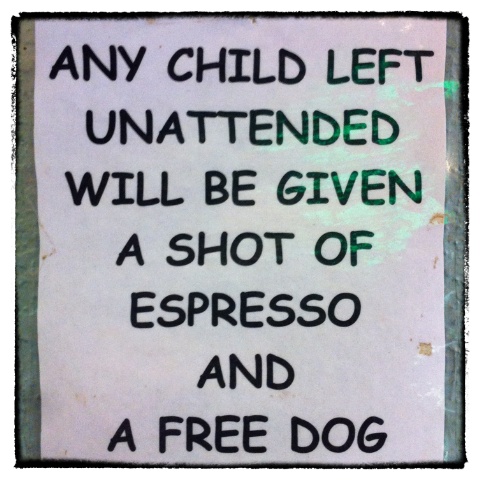 ANY CHILD LEFT
UNATTENDED
WILL BE GIVEN
A SHOT OF
ESPRESSO
AND
A FREE DOG